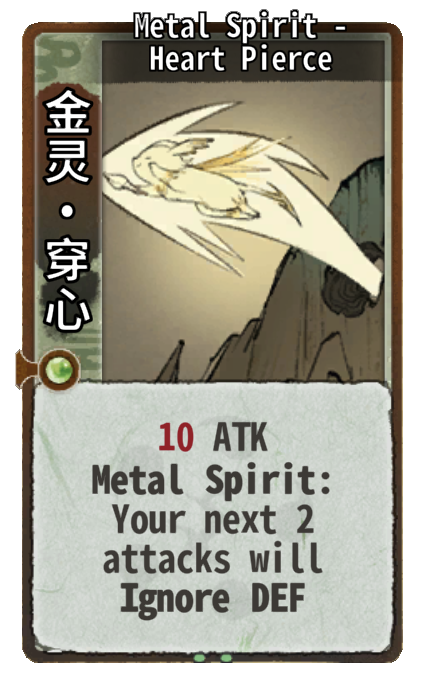 Metal Spirit -
Heart Pierce
金灵·穿心
10 ATK
Metal Spirit:
Your next 2
attacks will
Ignore DEF